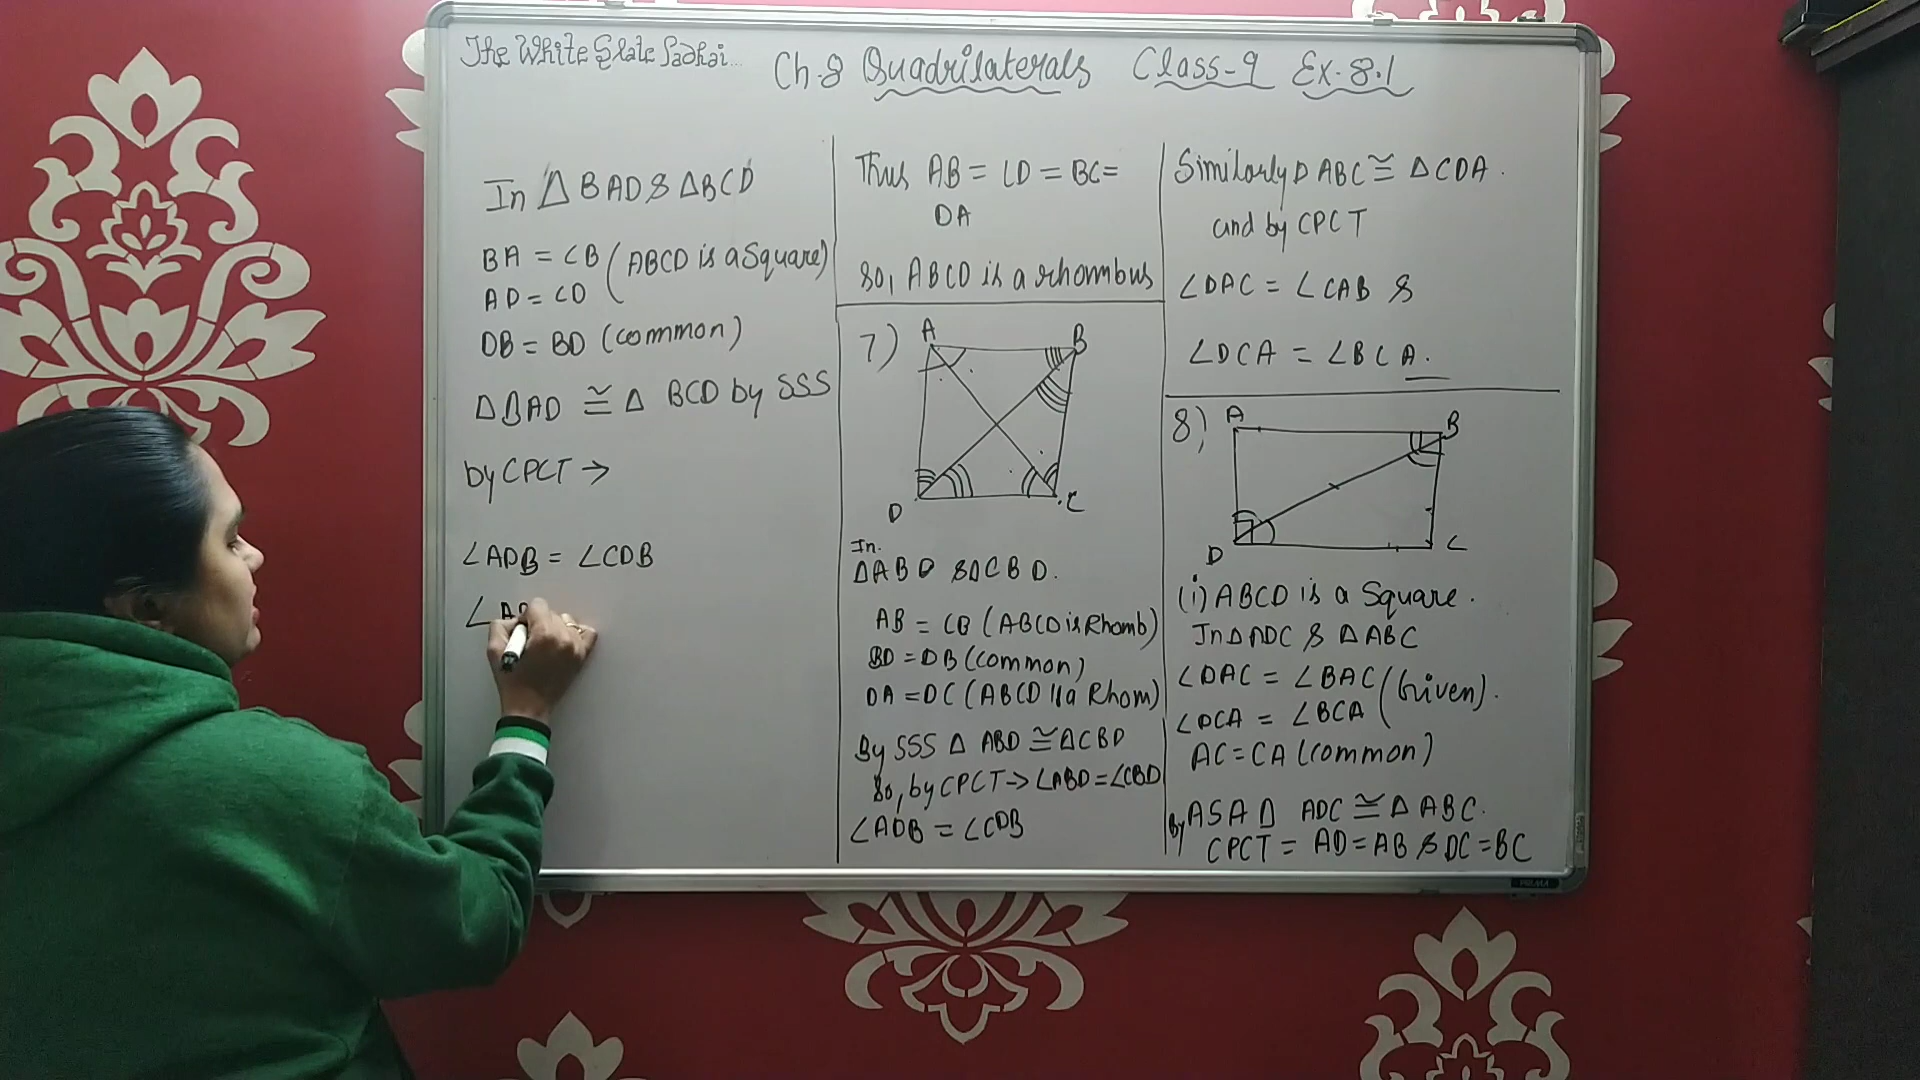 The White Slate Padhai...
Ch.8 Quadrilaterals Class-9 Ex-8.1
In △ BAD & △BCD
BA = CB (ABCD is a Square)
AD = CD
DB = BD (common)
△BAD ≅ △ BCD by SSS
by CPCT →
∠ADB = ∠CDB
∠
Thus AB = CD = BC =
DA
So, ABCD is a rhombus
7)
A
B
D
C
In.
△ABD & △CBD.
AB = CB (ABCD is Rhomb)
BD = DB (common)
DA = DC (ABCD is a Rhom)
By SSS △ ABD ≅ △CBD
So, by CPCT → ∠ABD = ∠CBD
∠ADB = ∠CDB
Similarly △ABC ≅ △CDA.
and by CPCT
∠DAC = ∠CAB &
∠DCA = ∠BCA.
8)
A
B
D
C
(i) ABCD is a Square.
In △ADC & △ABC
∠DAC = ∠BAC (Given).
∠DCA = ∠BCA
AC = CA (common)
By ASA △ ADC ≅ △ABC.
CPCT = AD = AB & DC = BC